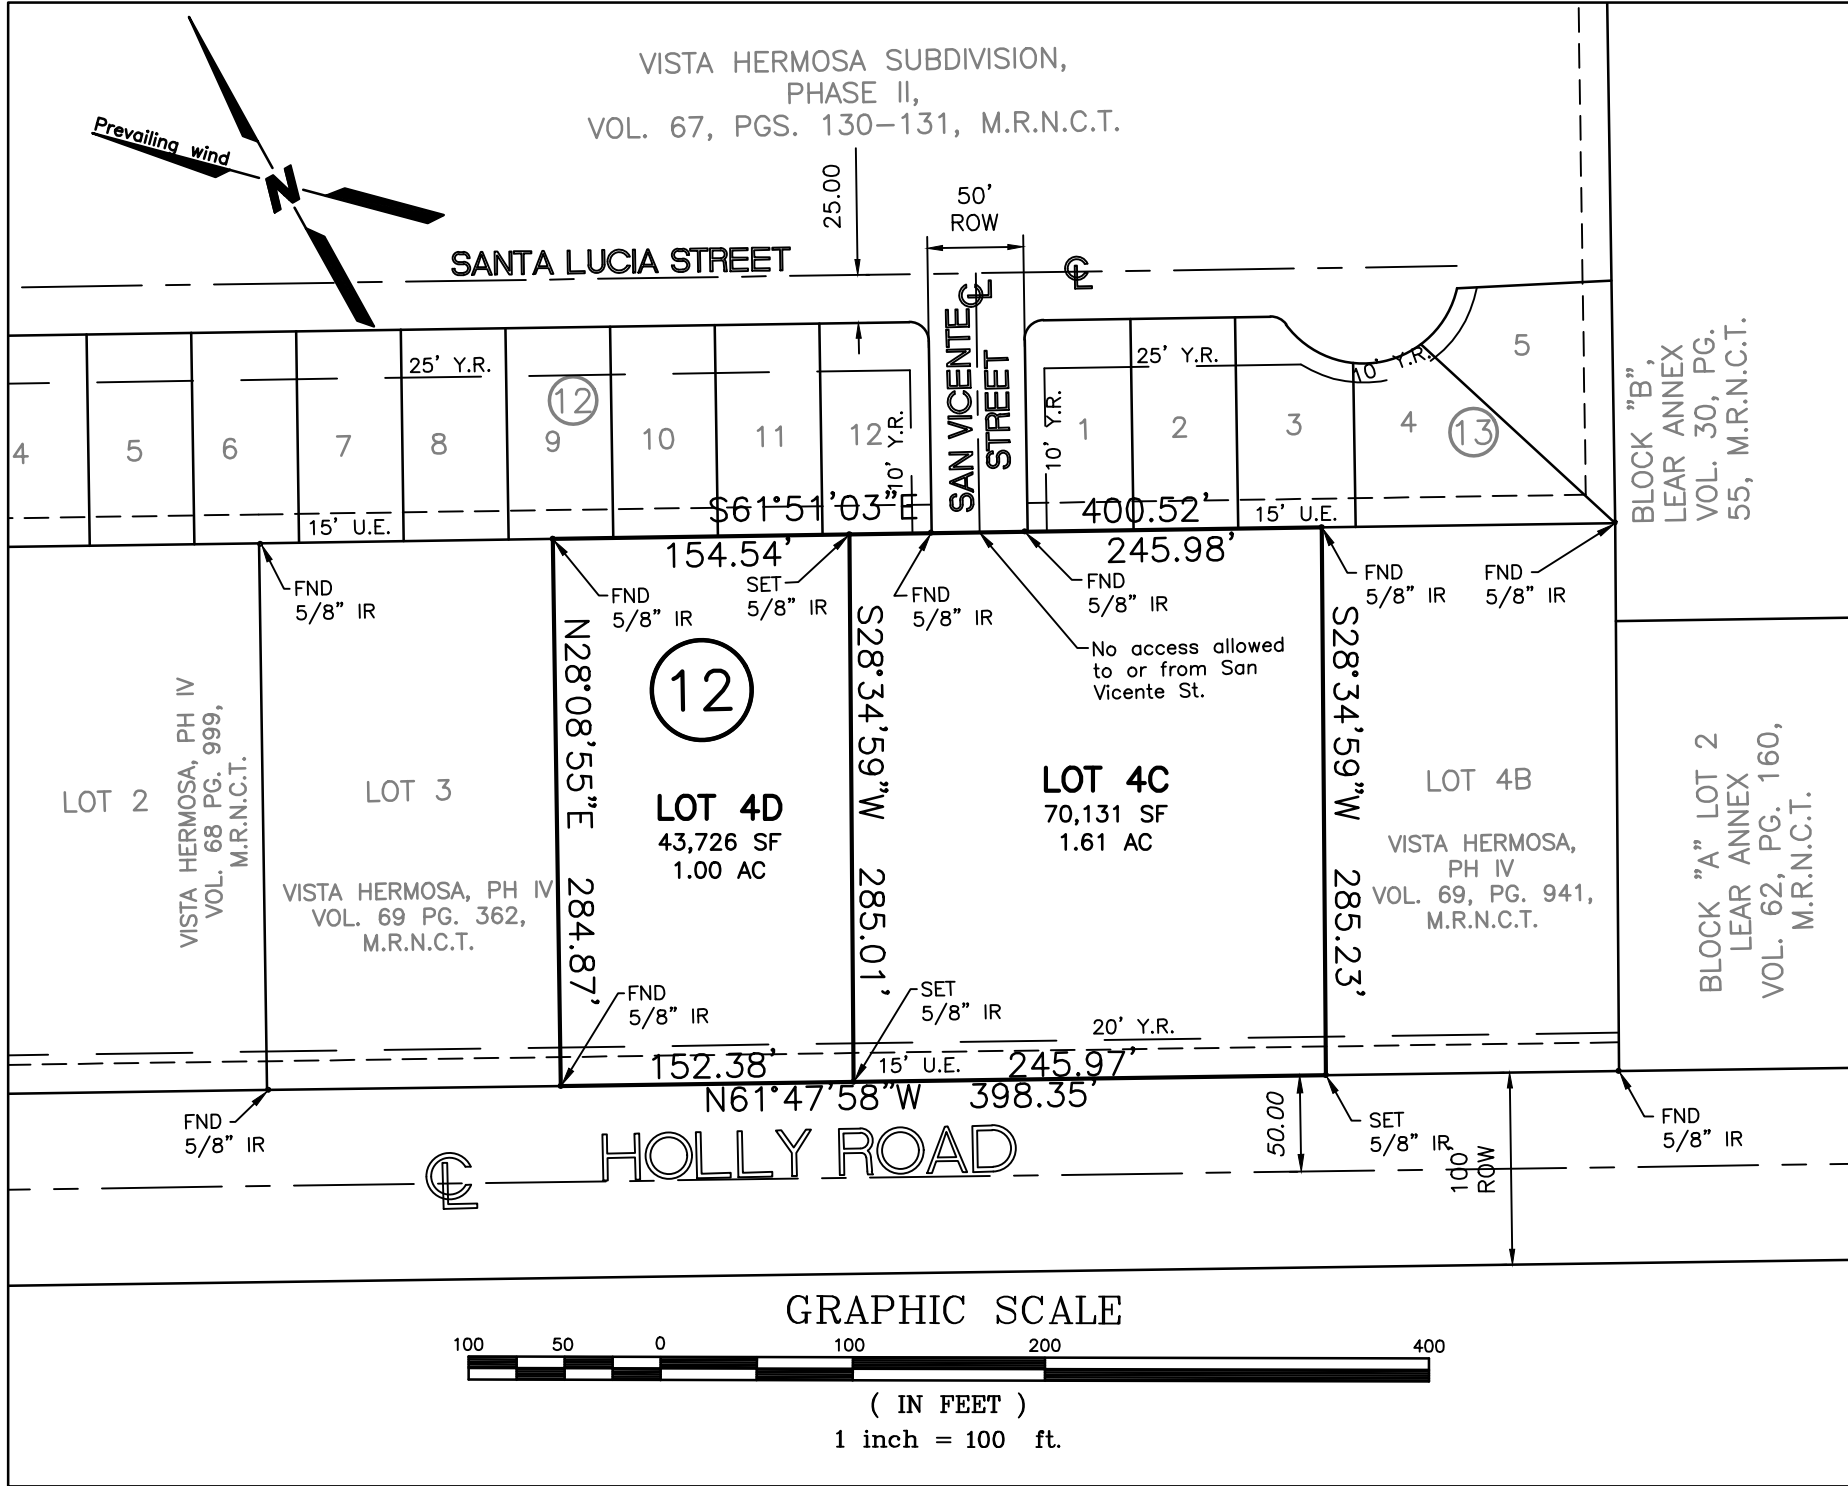 VISTA HERMOSA SUBDIVISION,
PHASE II,
VOL. 67, PGS. 130-131, M.R.N.C.T.
Prevailing wind
N
25.00
50'
ROW
SANTA LUCIA STREET
CL
CL
SAN VICENTE
STREET
4
5
6
7
8
9
10
11
12
25' Y.R.
12
10' Y.R.
10' Y.R.
1
2
3
4
5
25' Y.R.
10' Y.R.
13
15' U.E.
15' U.E.
BLOCK "B",
LEAR ANNEX
VOL. 30, PG.
55, M.R.N.C.T.
S61°51'03"E
400.52'
154.54'
245.98'
FND
5/8" IR
FND
5/8" IR
SET
5/8" IR
FND
5/8" IR
FND
5/8" IR
FND
5/8" IR
FND
5/8" IR
No access allowed
to or from San
Vicente St.
LOT 2
VISTA HERMOSA, PH IV
VOL. 68 PG. 999,
M.R.N.C.T.
LOT 3
VISTA HERMOSA, PH IV
VOL. 69 PG. 362,
M.R.N.C.T.
N28°08'55"E 284.87'
12
LOT 4D
43,726 SF
1.00 AC
S28°34'59"W 285.01'
LOT 4C
70,131 SF
1.61 AC
S28°34'59"W 285.23'
LOT 4B
VISTA HERMOSA,
PH IV
VOL. 69, PG. 941,
M.R.N.C.T.
BLOCK "A" LOT 2
LEAR ANNEX
VOL. 62, PG. 160,
M.R.N.C.T.
FND
5/8" IR
SET
5/8" IR
20' Y.R.
152.38'
15' U.E.
245.97'
N61°47'58"W 398.35'
FND
5/8" IR
50.00
SET
5/8" IR
100'
ROW
FND
5/8" IR
CL
HOLLY ROAD
GRAPHIC SCALE
100 50 0 100 200 400
( IN FEET )
1 inch = 100 ft.